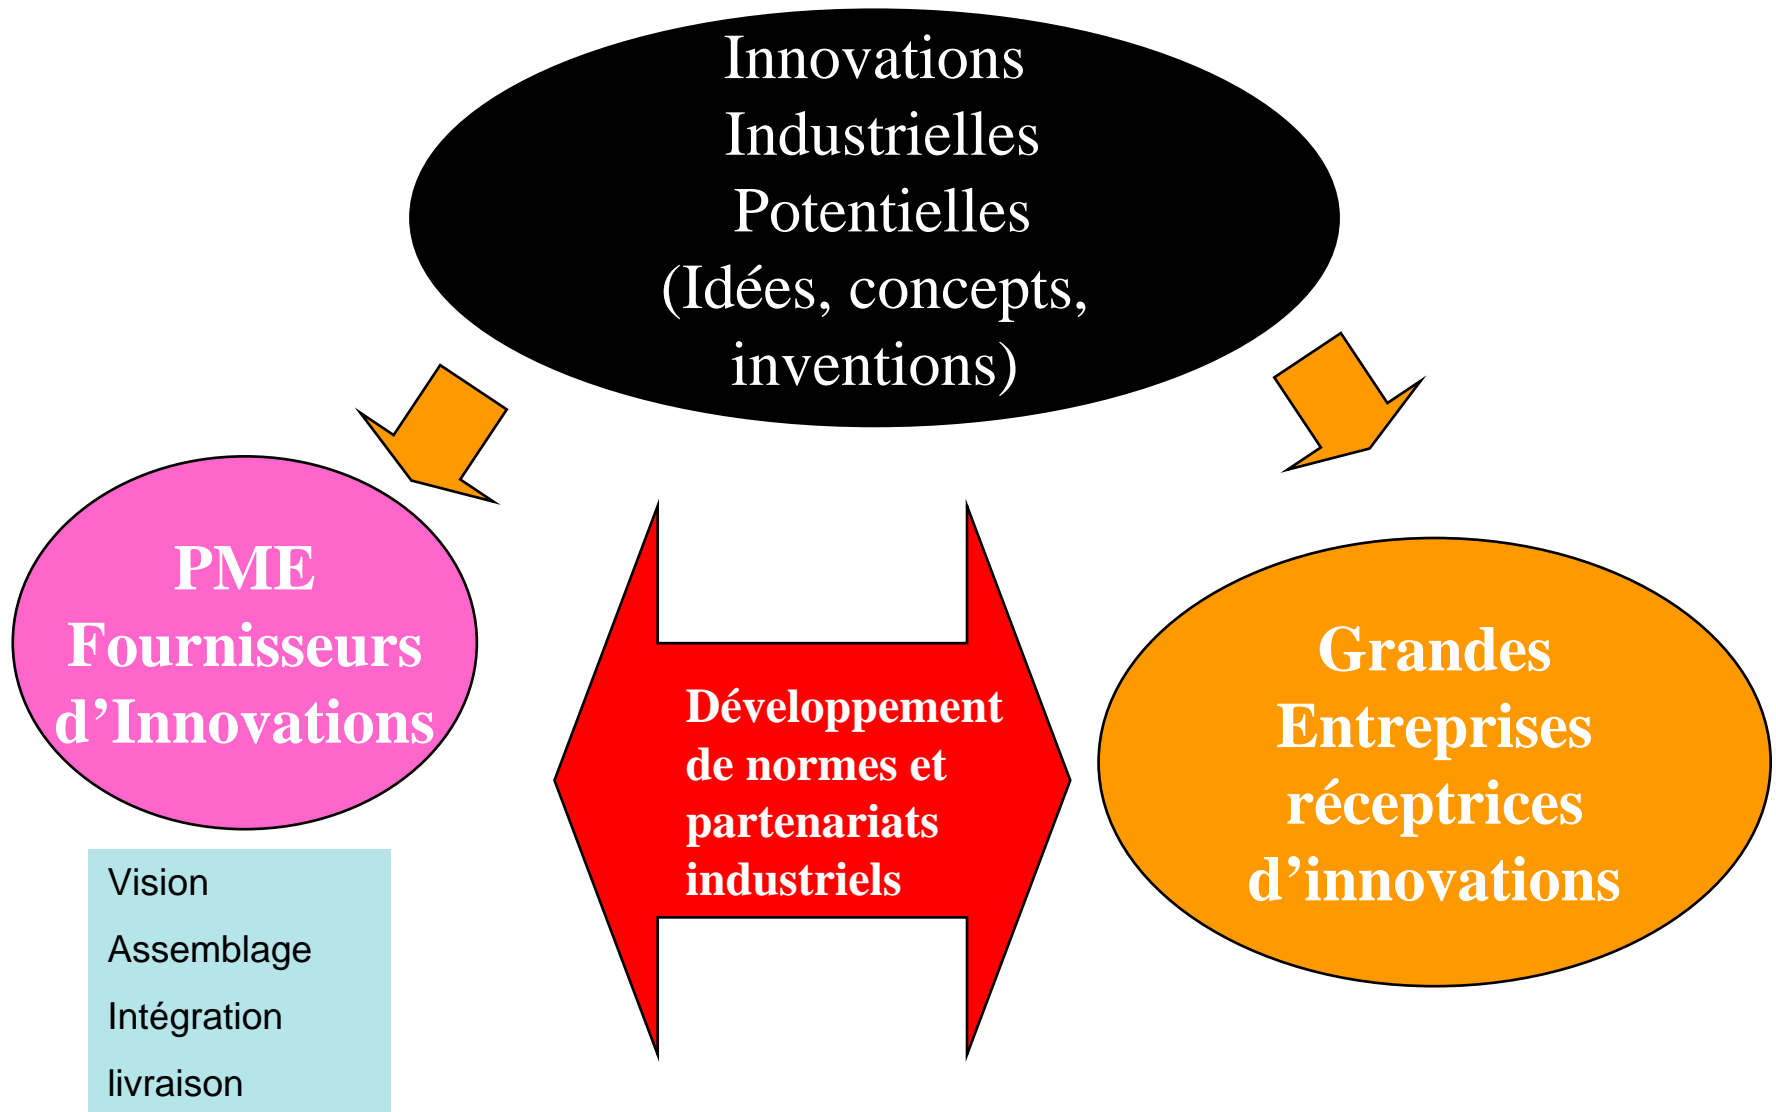 Innovations
Industrielles
Potentielles
(Idées, concepts,
inventions)
PME
Fournisseurs
d’Innovations
Développement
de normes et
partenariats
industriels
Grandes
Entreprises
réceptrices
d’innovations
Vision
Assemblage
Intégration
livraison